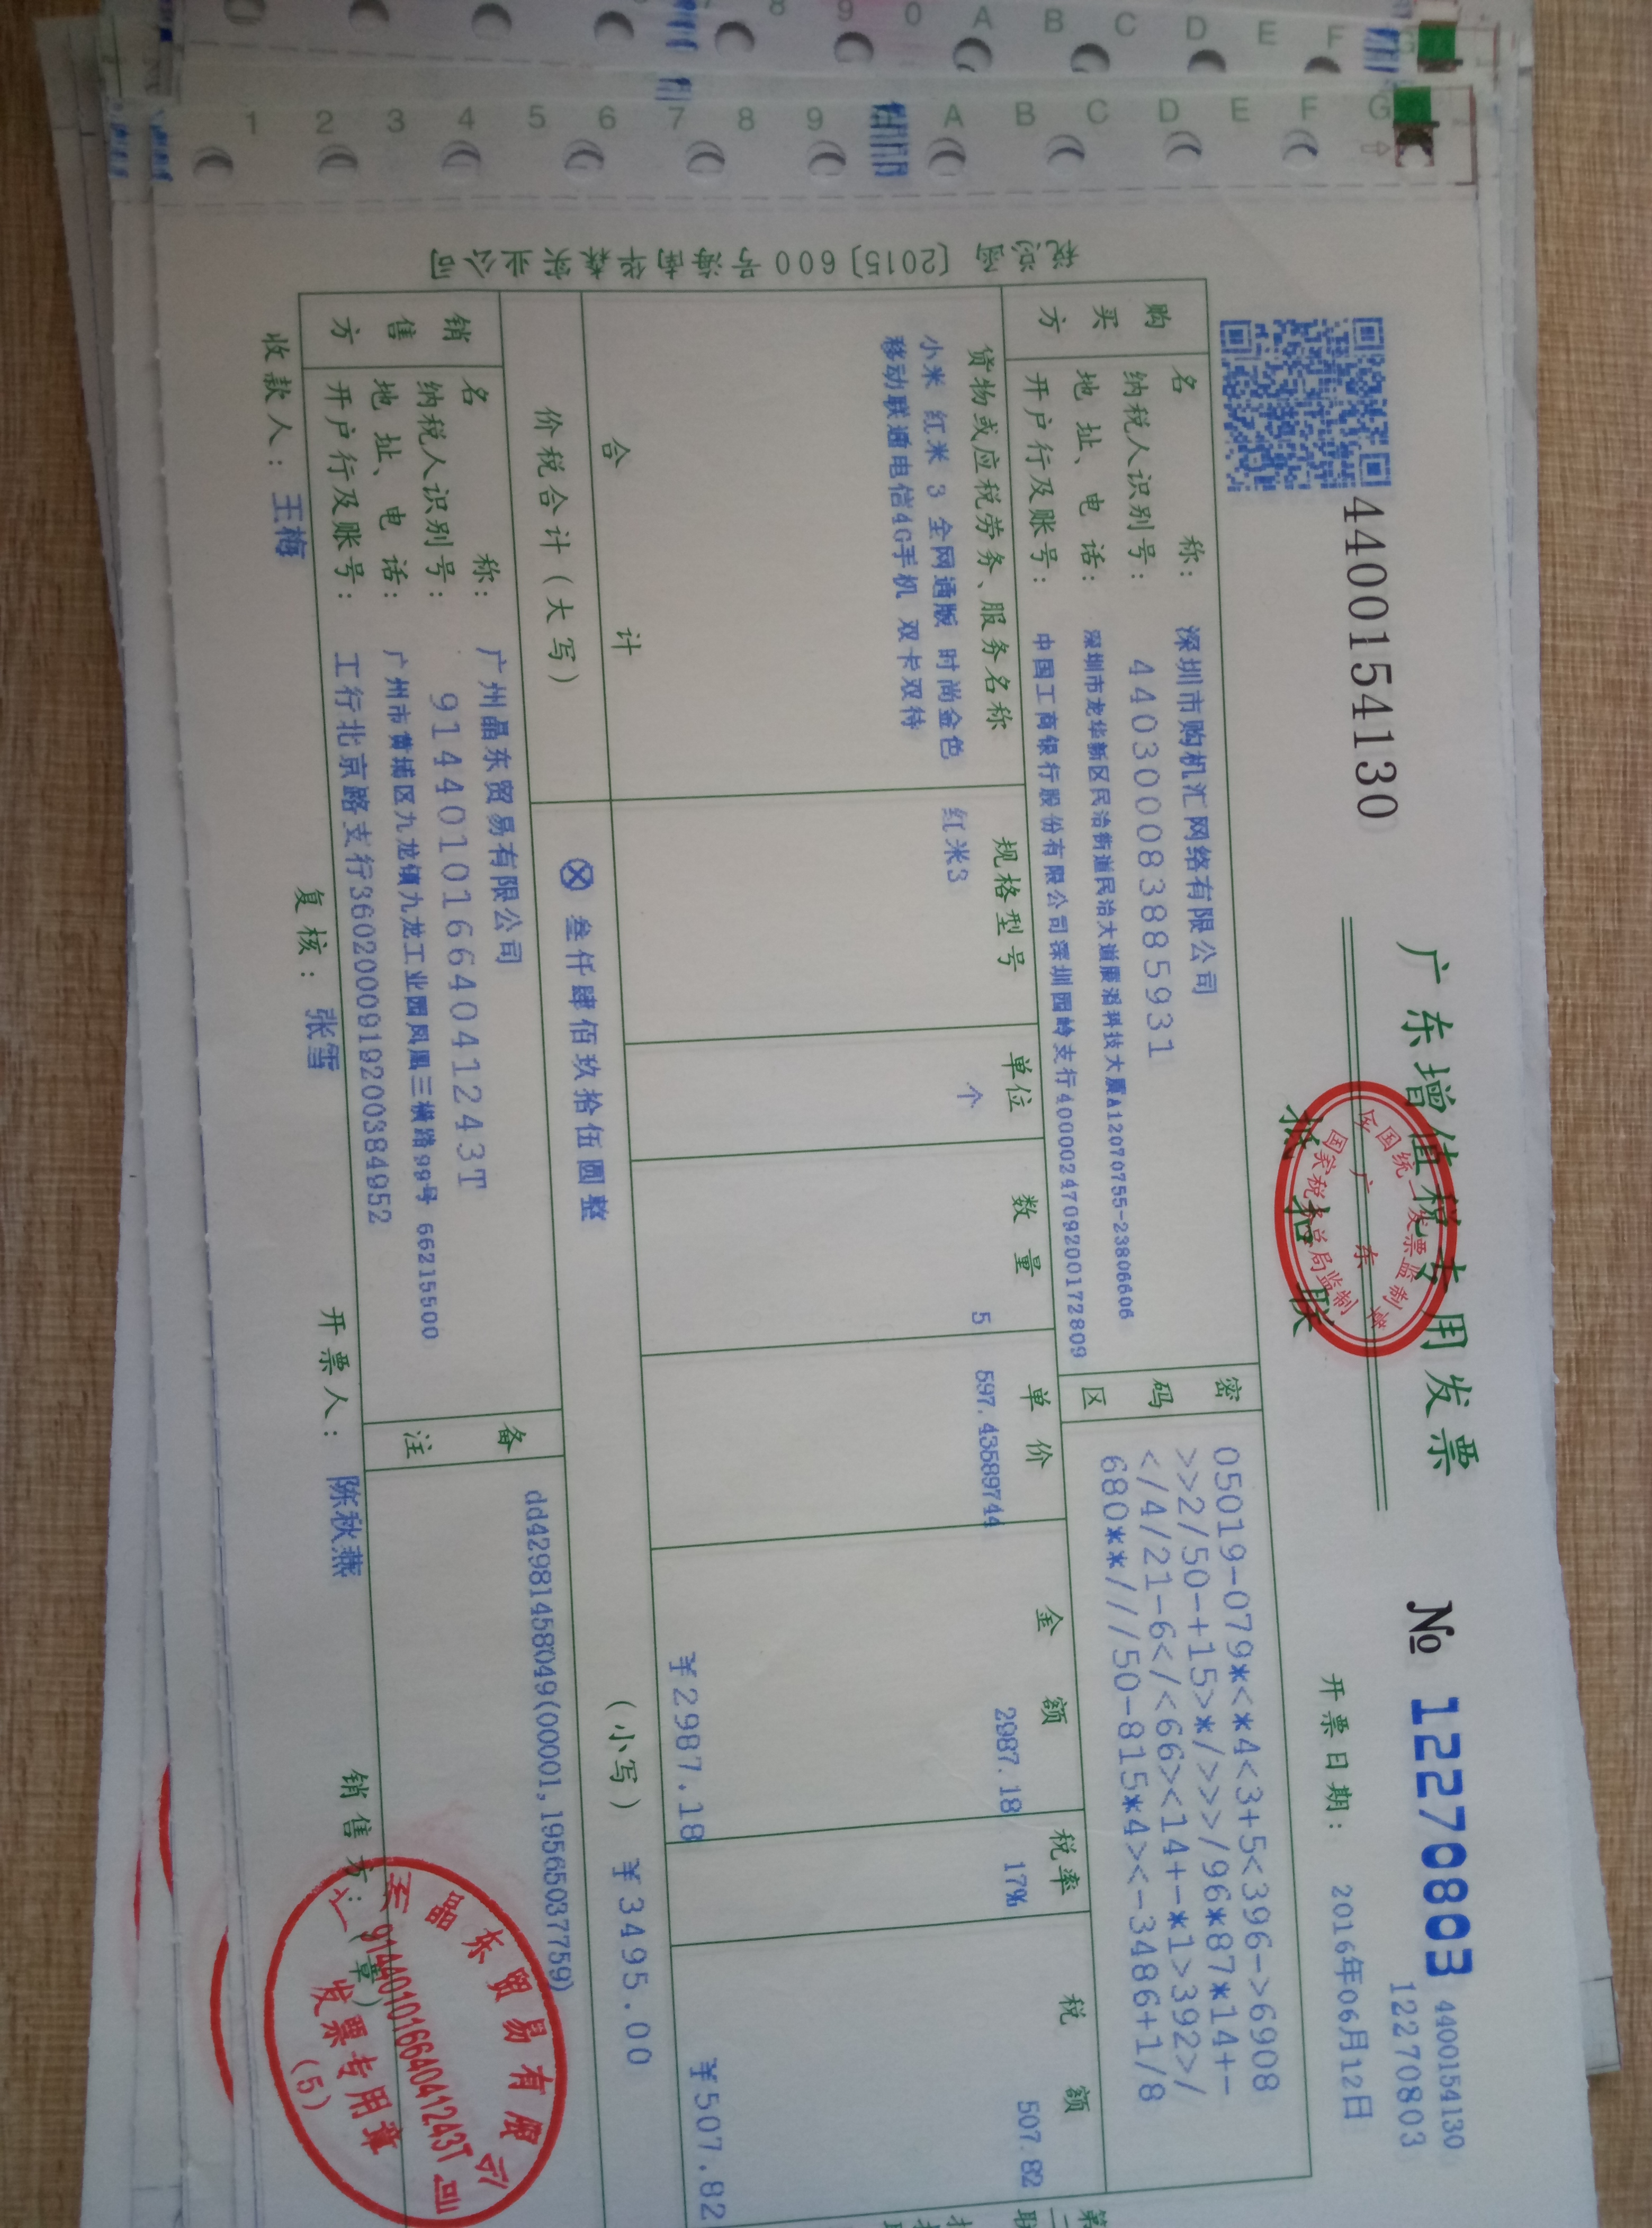 广东增值税专用发票
全国统一发票监制章
广东
国家税务总局监制
抵扣联
4400154130
№ 12270803
4400154130
12270803
开票日期: 2016年06月12日
购买方
名称: 深圳市购机汇网络有限公司
纳税人识别号: 440300083885931
地址、电话: 深圳市龙华新区民治街道民治大道展滔科技大厦A12070755-23806606
开户行及账号: 中国工商银行股份有限公司深圳园岭支行4000024709200172809
密码区
05019-079*<*4<3+5<396->6908
>>2/50-+15>*/>>>/96*87*14+-
</4/21-6</<66><14+-*1>392>/
680**///50-815*4><-3486+1/8
货物或应税劳务、服务名称 规格型号 单位 数量 单价 金额 税率 税额
小米 红米 3 全网通版 时尚金色 红米3 个 5 597.43589744 2987.18 17% 507.82
移动联通电信4G手机 双卡双待
合计 ¥2987.18 ¥507.82
价税合计(大写) ⊗ 叁仟肆佰玖拾伍圆整 (小写) ¥3495.00
销售方
名称: 广州晶东贸易有限公司
纳税人识别号: 91440101664041243T
地址、电话: 广州市黄埔区九龙镇九龙工业园凤凰三横路99号 66215500
开户行及账号: 工行北京路支行3602000919200384952
备注
dd42981458049(00001,19565037759)
收款人: 王梅 复核: 张雪 开票人: 陈秋燕 销售方:(章)
广州晶东贸易有限公司
91440101664041243T
发票专用章
(5)
税总函[2015]600号海南华森实业公司
第二联
G F E D C B A 0 9 8
G F E D C B A 9 8 7 6 5 4 3 2 1